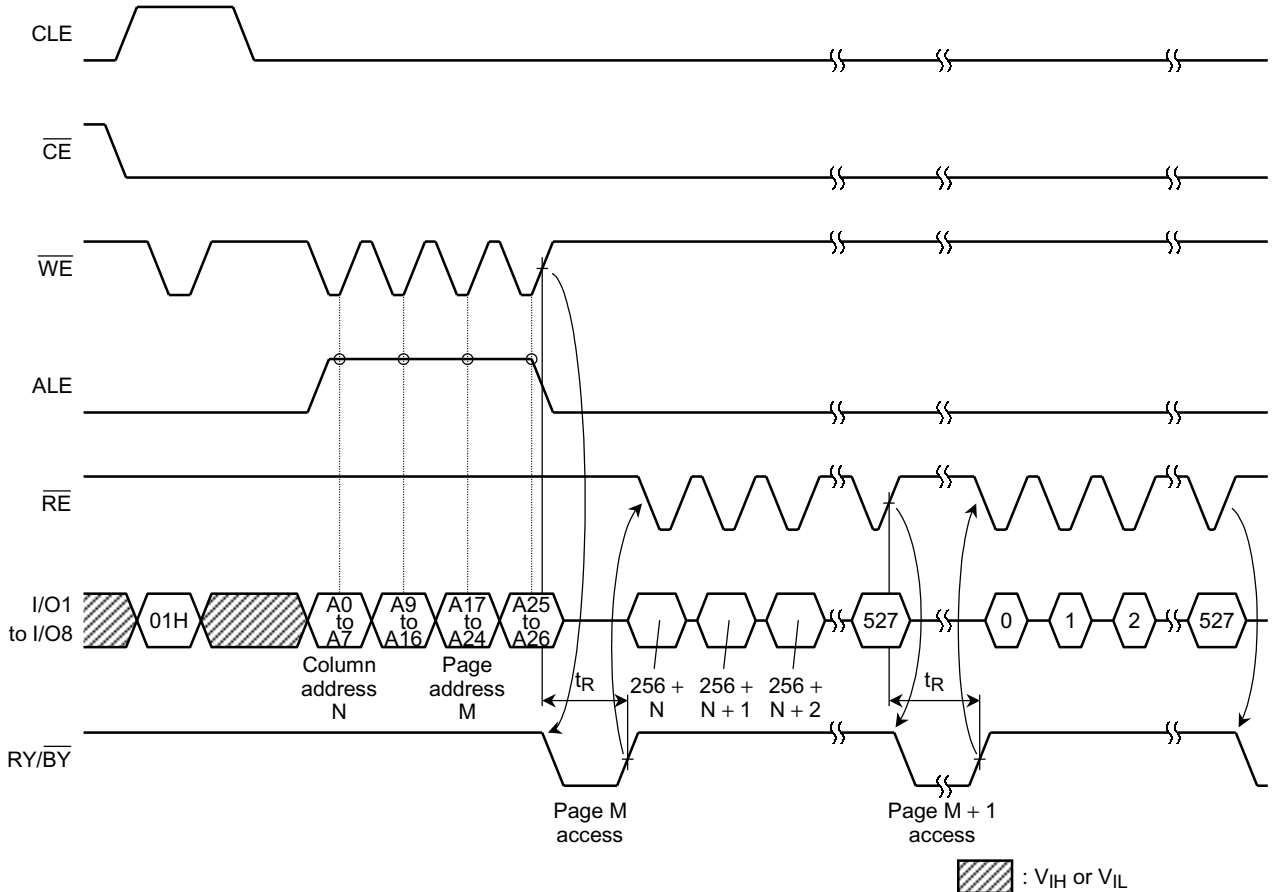 CLE
CE
WE
ALE
RE
I/O1
to I/O8
01H
A0
to
A7
A9
to
A16
A17
to
A24
A25
to
A26
527
0
1
2
527
Column
address
N
Page
address
M
tR
256 +
N
256 +
N + 1
256 +
N + 2
tR
RY/BY
Page M
access
Page M + 1
access
: VIH or VIL